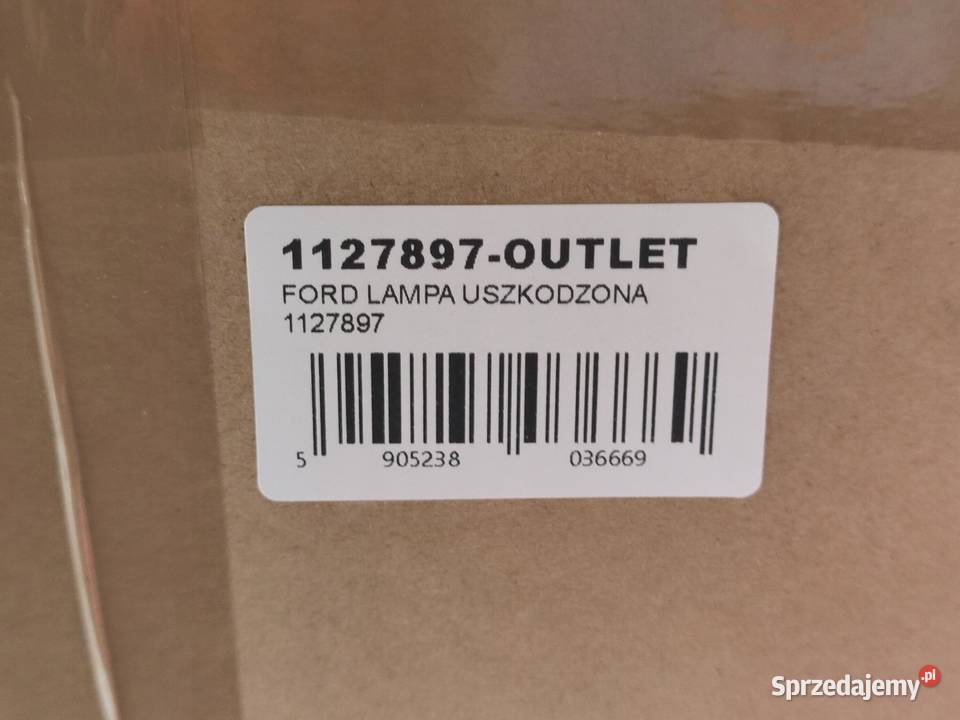 1127897-OUTLET
FORD LAMPA USZKODZONA
1127897
5 905238 036669
Sprzedajemy.pl